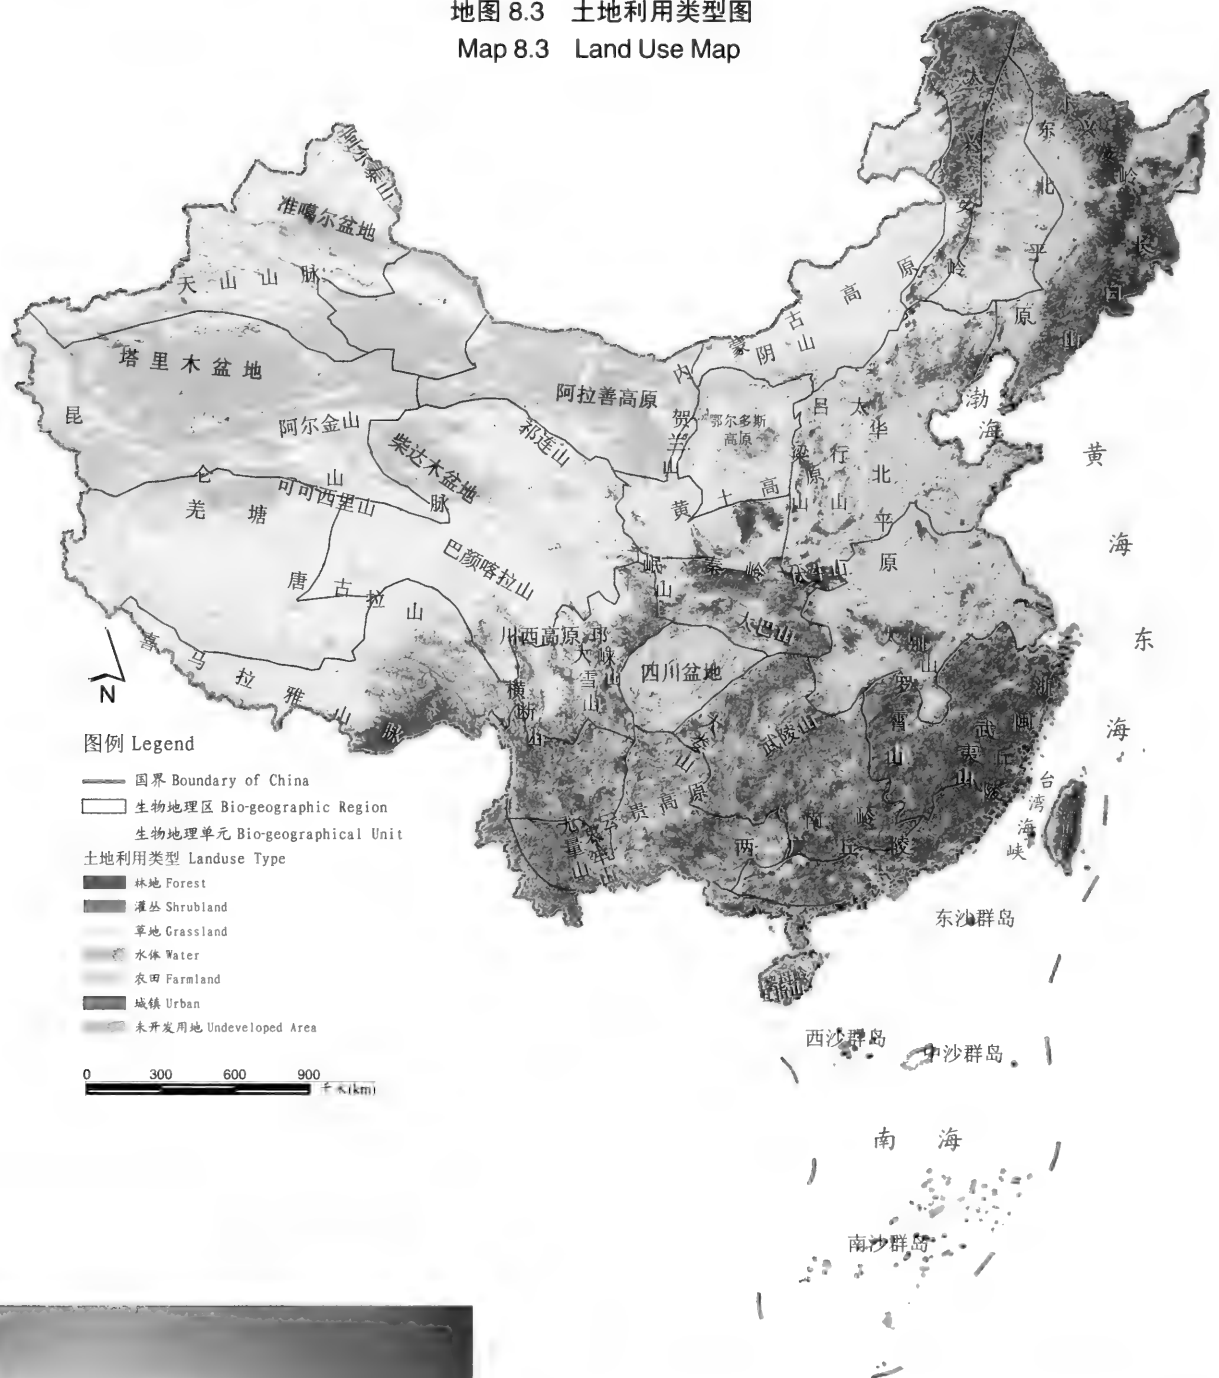 地图 8.3 土地利用类型图
Map 8.3 Land Use Map
阿尔泰山
准噶尔盆地
天山山脉
塔里木盆地
昆仑山脉
阿尔金山
柴达木盆地
祁连山
阿拉善高原
内蒙古高原
阴山
贺兰山
鄂尔多斯
高原
吕梁山
太行山
华北平原
黄土高原
大兴安岭
小兴安岭
东北平原
长白山
渤海
黄海
东海
羌塘
可可西里山
巴颜喀拉山
唐古拉山
喜马拉雅山脉
岷山
秦岭
伏牛山
大巴山
大别山
川西高原
邛崃山
大雪山
四川盆地
横断山
武陵山
罗霄山
武夷山
浙闽丘陵
云贵高原
南岭
两广丘陵
台湾海峡
东沙群岛
西沙群岛
中沙群岛
南海
南沙群岛
N
图例 Legend
国界 Boundary of China
生物地理区 Bio-geographic Region
生物地理单元 Bio-geographical Unit
土地利用类型 Landuse Type
林地 Forest
灌丛 Shrubland
草地 Grassland
水体 Water
农田 Farmland
城镇 Urban
未开发用地 Undeveloped Area
0 300 600 900
千米(km)